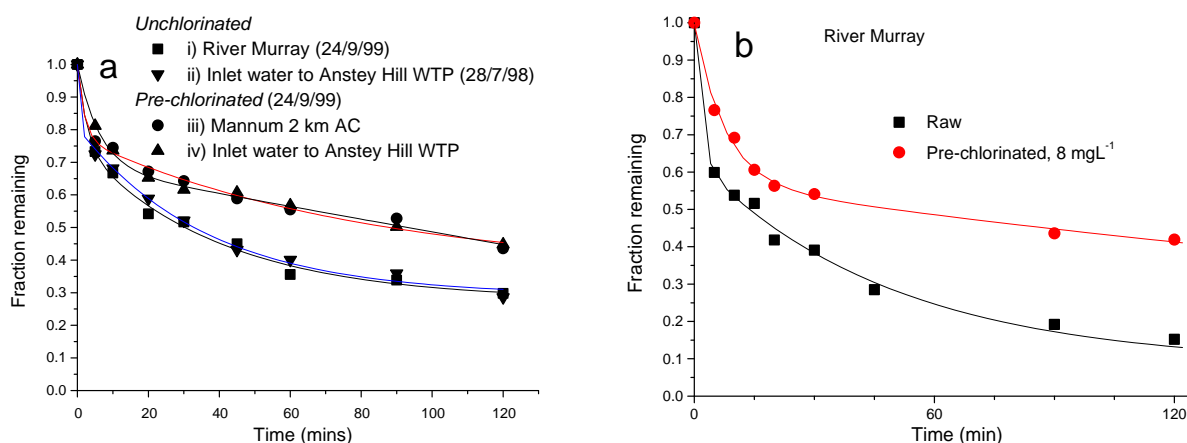 Unchlorinated
i) River Murray (24/9/99)
ii) Inlet water to Anstey Hill WTP (28/7/98)
Pre-chlorinated (24/9/99)
iii) Mannum 2 km AC
iv) Inlet water to Anstey Hill WTP
a
1.0
0.9
0.8
0.7
0.6
0.5
0.4
0.3
0.2
0.1
0.0
Fraction remaining
0 20 40 60 80 100 120
Time (mins)
b
River Murray
Raw
Pre-chlorinated, 8 mgL⁻¹
1.0
0.9
0.8
0.7
0.6
0.5
0.4
0.3
0.2
0.1
0.0
Fraction remaining
0 60 120
Time (min)